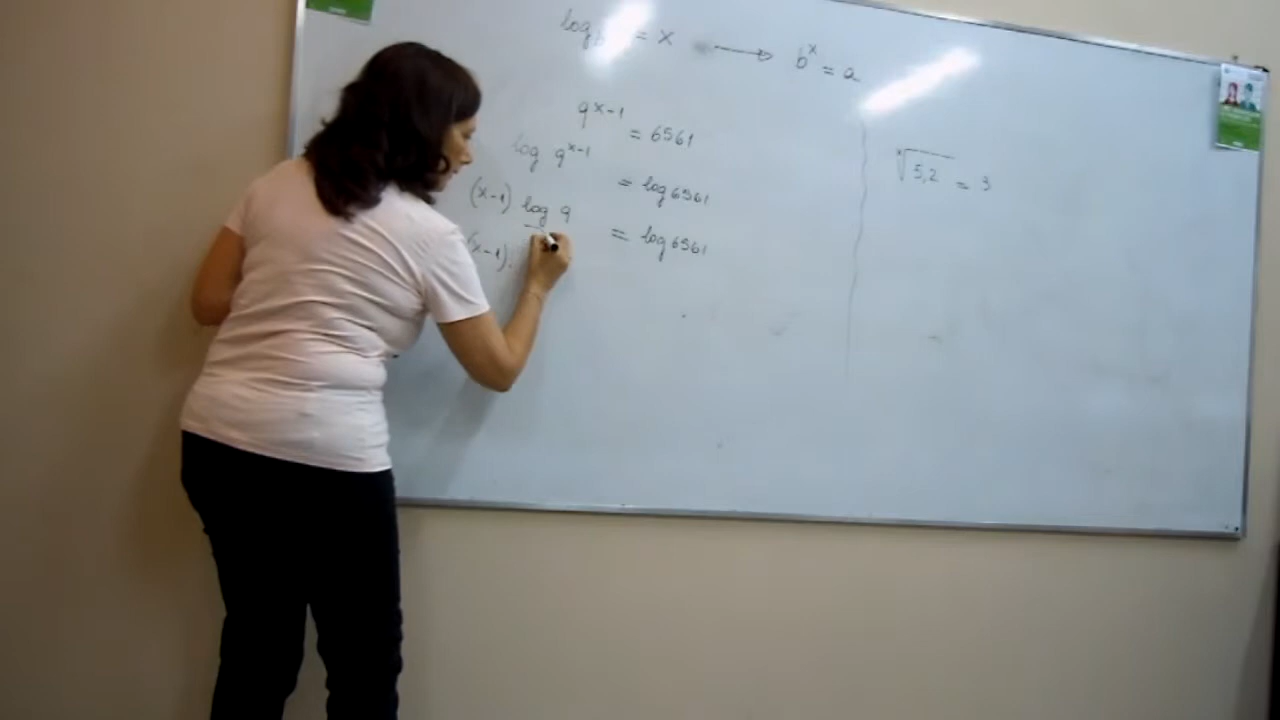 log_b = x → b^x = a
9^x-1 = 6561
log 9^x-1 = log 6561
(x-1) log 9 = log 6561
(x-1).
√5,2 = 3